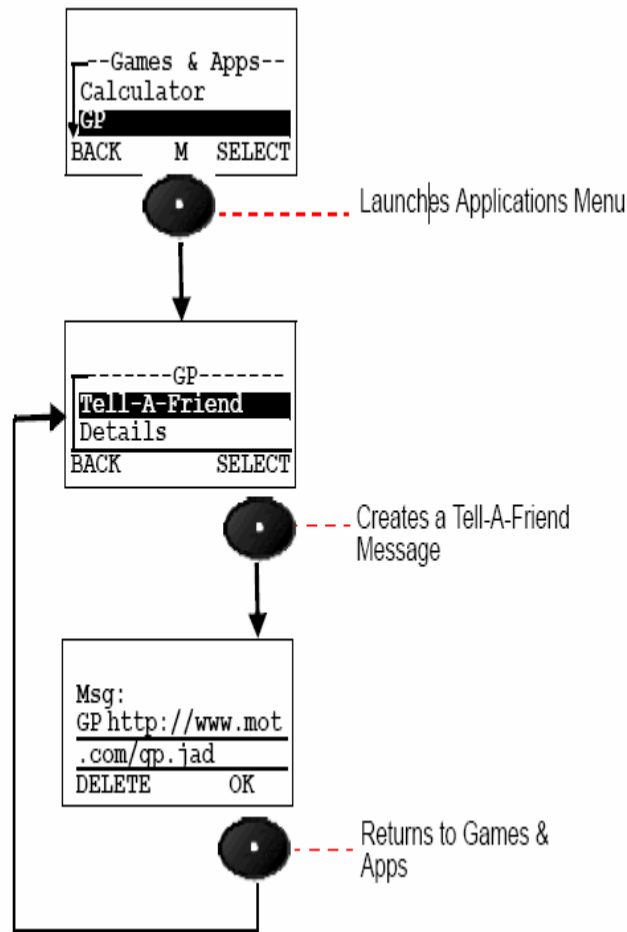 --Games & Apps--
Calculator
GP
BACK M SELECT
Launches Applications Menu
-------GP-------
Tell-A-Friend
Details
BACK SELECT
Creates a Tell-A-Friend
Message
Msg:
GP http://www.mot
.com/gp.jad
DELETE OK
Returns to Games &
Apps